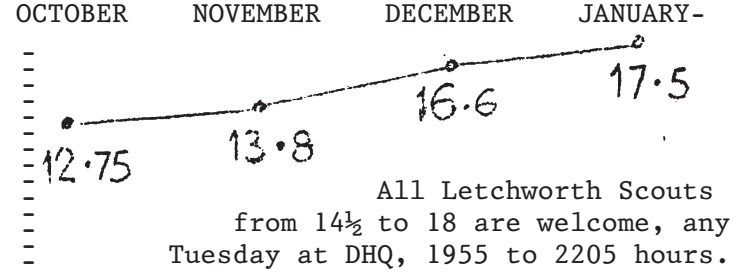 OCTOBER NOVEMBER DECEMBER JANUARY-
17.5
16.6
13.8
12.75
All Letchworth Scouts
from 14½ to 18 are welcome, any
Tuesday at DHQ, 1955 to 2205 hours.